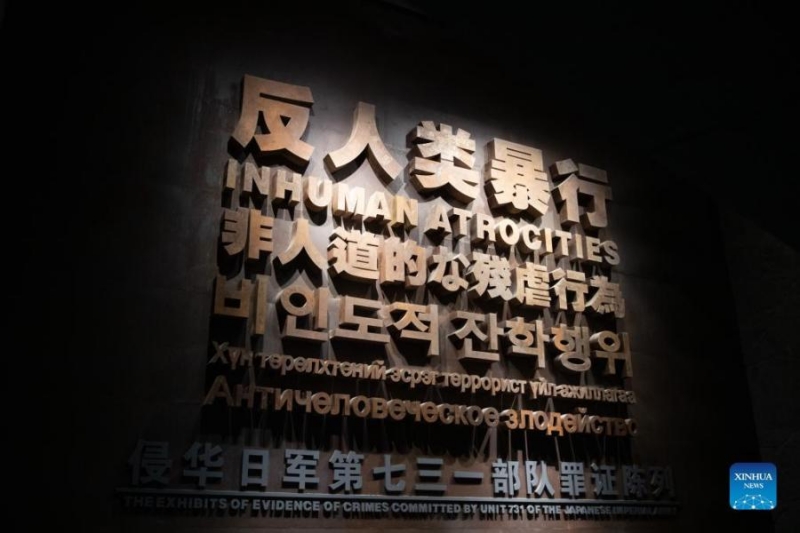 反人类暴行
INHUMAN ATROCITIES
非人道的な残虐行為
비인도적 잔학행위
Хүн төрөлхтөний эсрэг террорист үйл ажиллагаа
Античеловеческое злодейство
侵华日军第七三一部队罪证陈列
THE EXHIBITS OF EVIDENCE OF CRIMES COMMITTED BY UNIT 731 OF THE JAPANESE IMPERIAL ARMY
XINHUA
NEWS